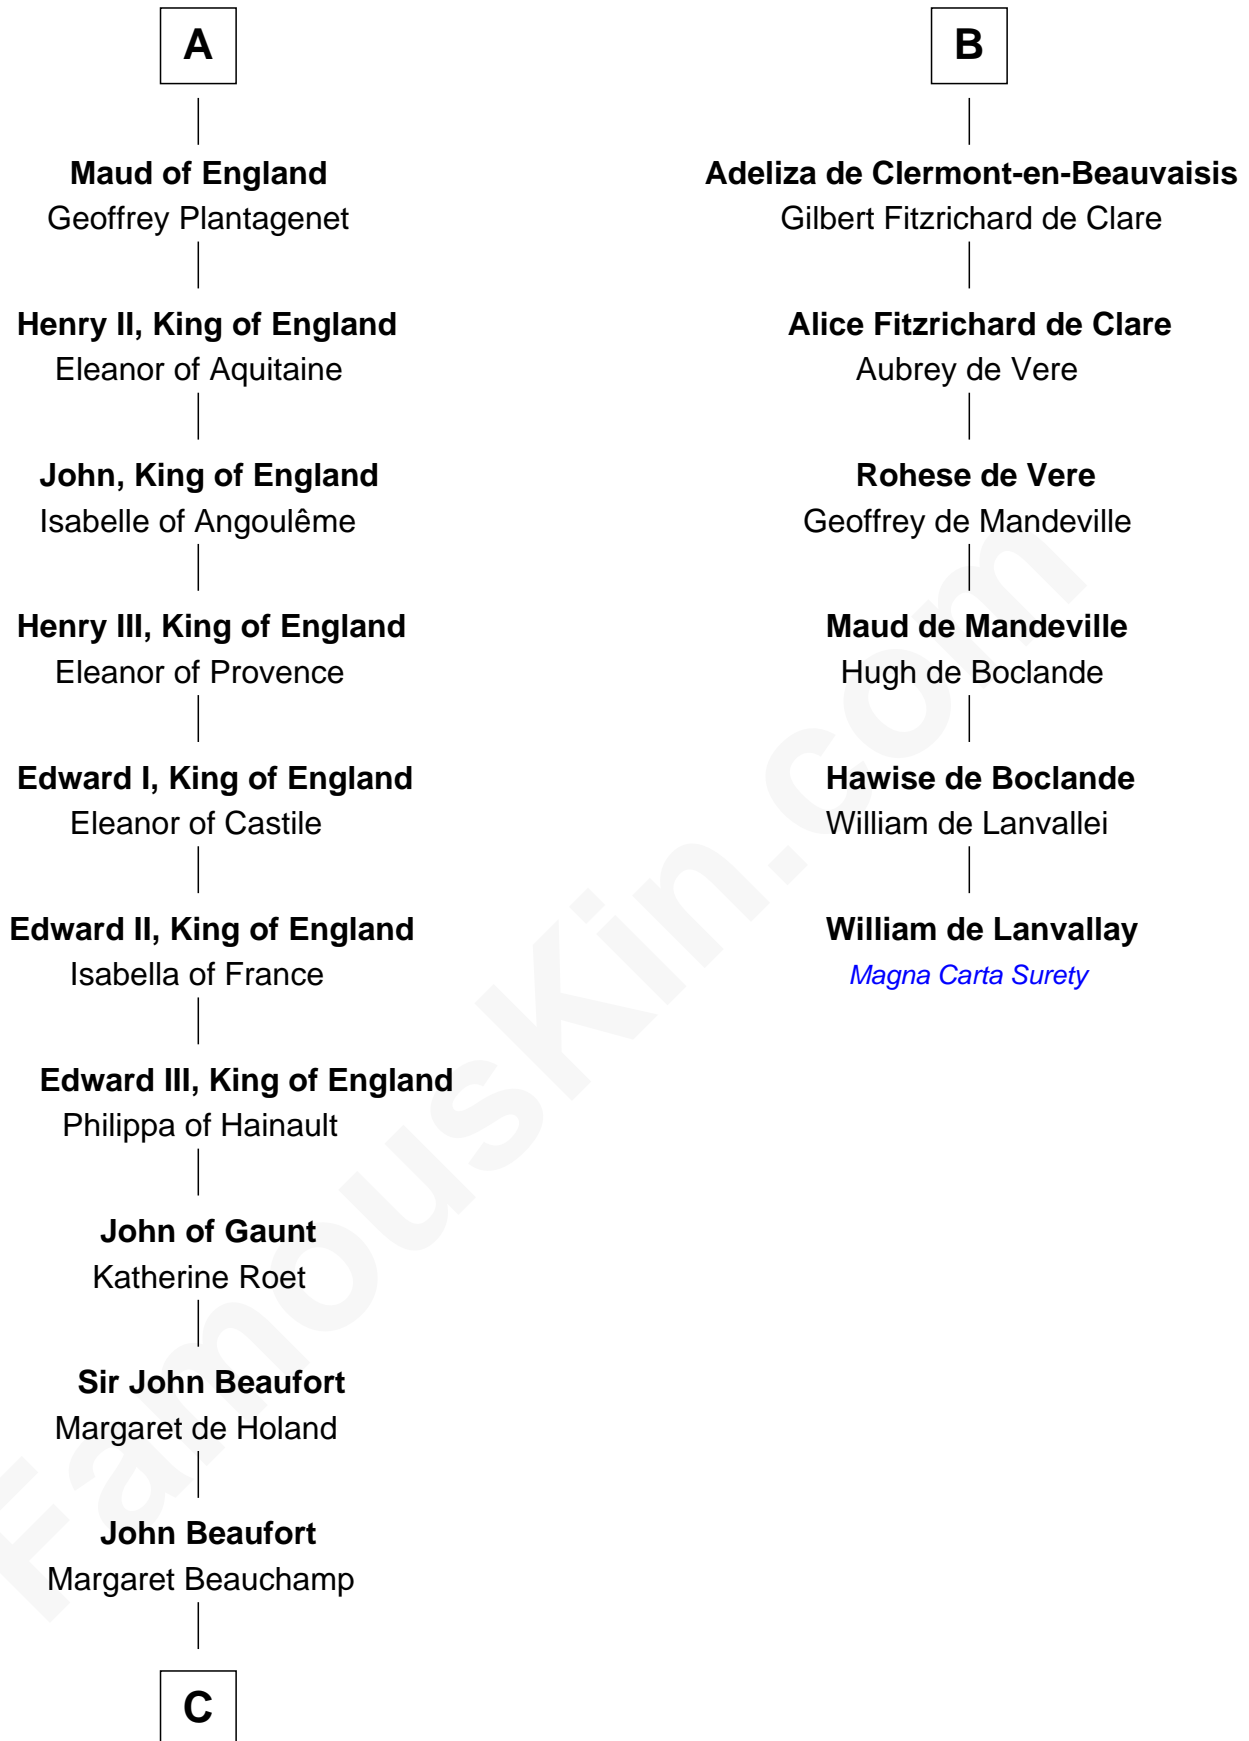 A
Maud of England
Geoffrey Plantagenet
Henry II, King of England
Eleanor of Aquitaine
John, King of England
Isabelle of Angoulême
Henry III, King of England
Eleanor of Provence
Edward I, King of England
Eleanor of Castile
Edward II, King of England
Isabella of France
Edward III, King of England
Philippa of Hainault
John of Gaunt
Katherine Roet
Sir John Beaufort
Margaret de Holand
John Beaufort
Margaret Beauchamp
C
B
Adeliza de Clermont-en-Beauvaisis
Gilbert Fitzrichard de Clare
Alice Fitzrichard de Clare
Aubrey de Vere
Rohese de Vere
Geoffrey de Mandeville
Maud de Mandeville
Hugh de Boclande
Hawise de Boclande
William de Lanvallei
William de Lanvallay
Magna Carta Surety
FamousKin.com